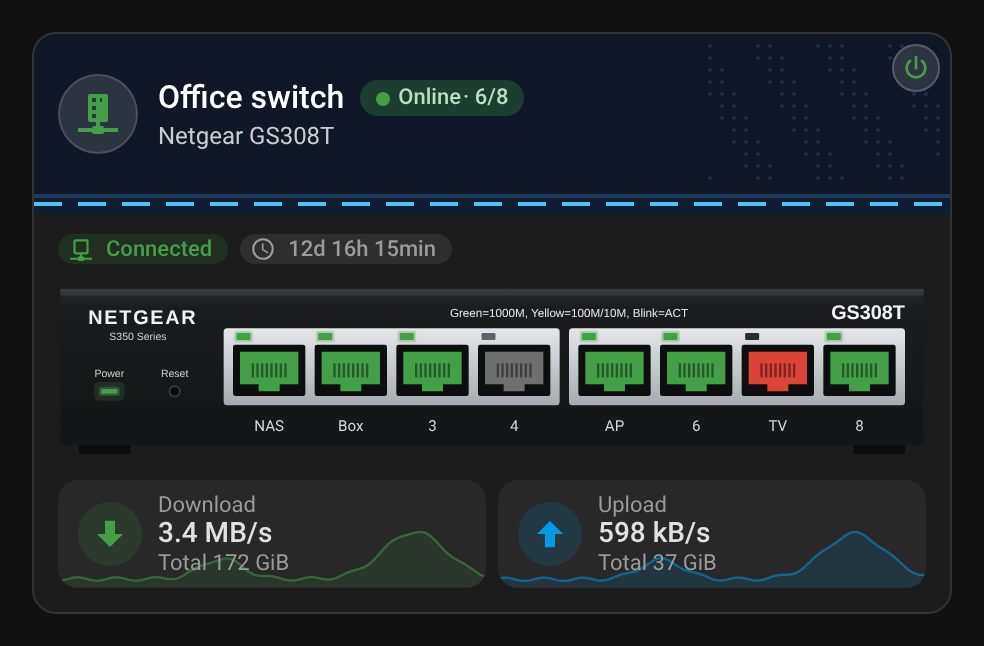 Office switch
Online· 6/8
Netgear GS308T
Connected
12d 16h 15min
NETGEAR
S350 Series
Green=1000M, Yellow=100M/10M, Blink=ACT
GS308T
Power
Reset
NAS Box 3 4 AP 6 TV 8
Download
3.4 MB/s
Total 172 GiB
Upload
598 kB/s
Total 37 GiB